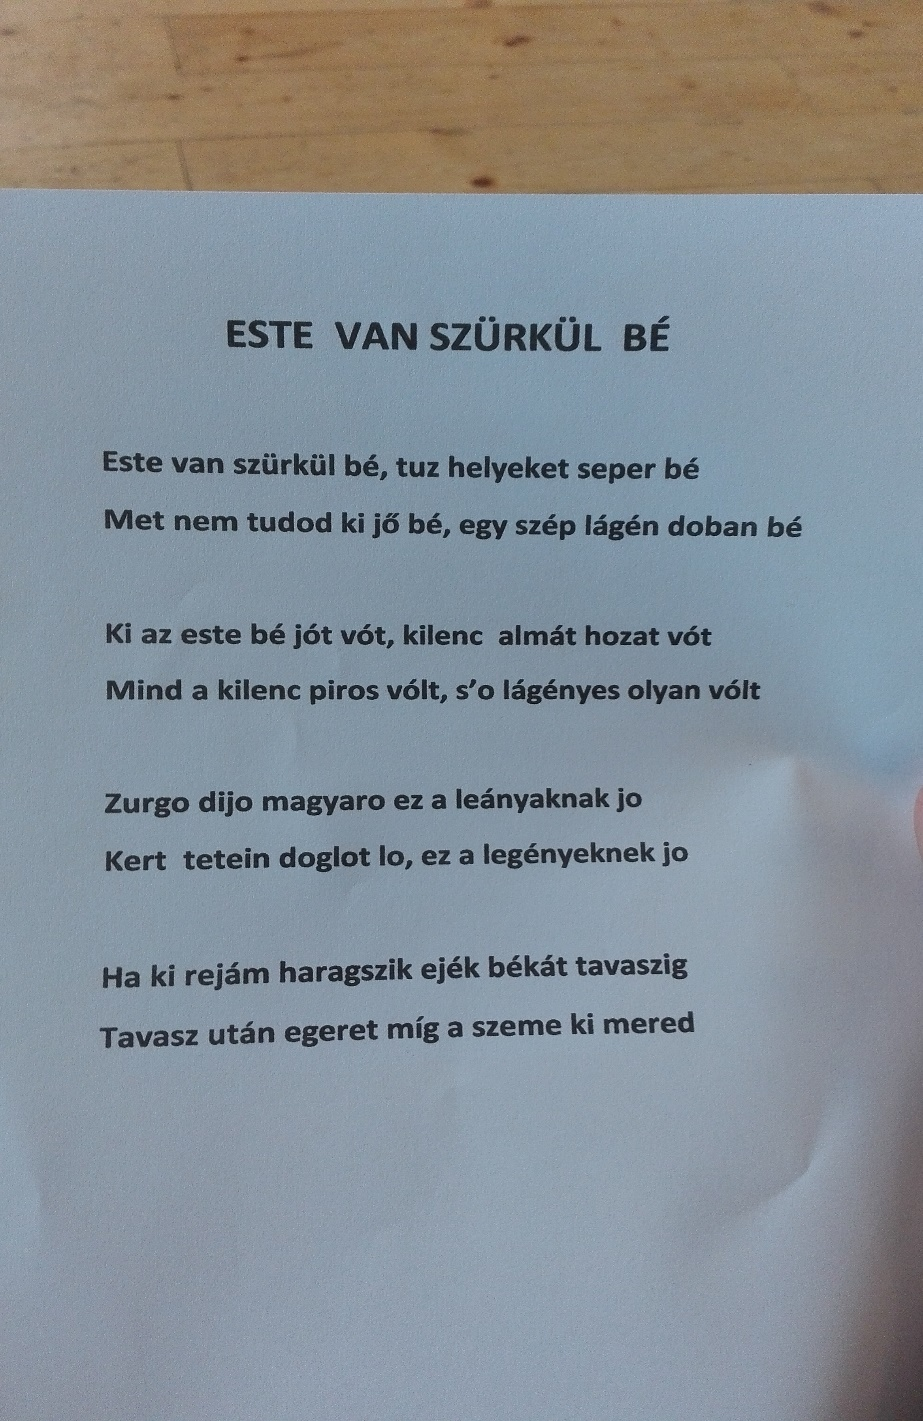 ESTE VAN SZÜRKÜL BÉ
Este van szürkül bé, tuz helyeket seper bé
Met nem tudod ki jő bé, egy szép lágén doban bé
Ki az este bé jót vót, kilenc almát hozat vót
Mind a kilenc piros vólt, s’o lágényes olyan vólt
Zurgo dijo magyaro ez a leányaknak jo
Kert tetein doglot lo, ez a legényeknek jo
Ha ki rejám haragszik ejék békát tavaszig
Tavasz után egeret míg a szeme ki mered